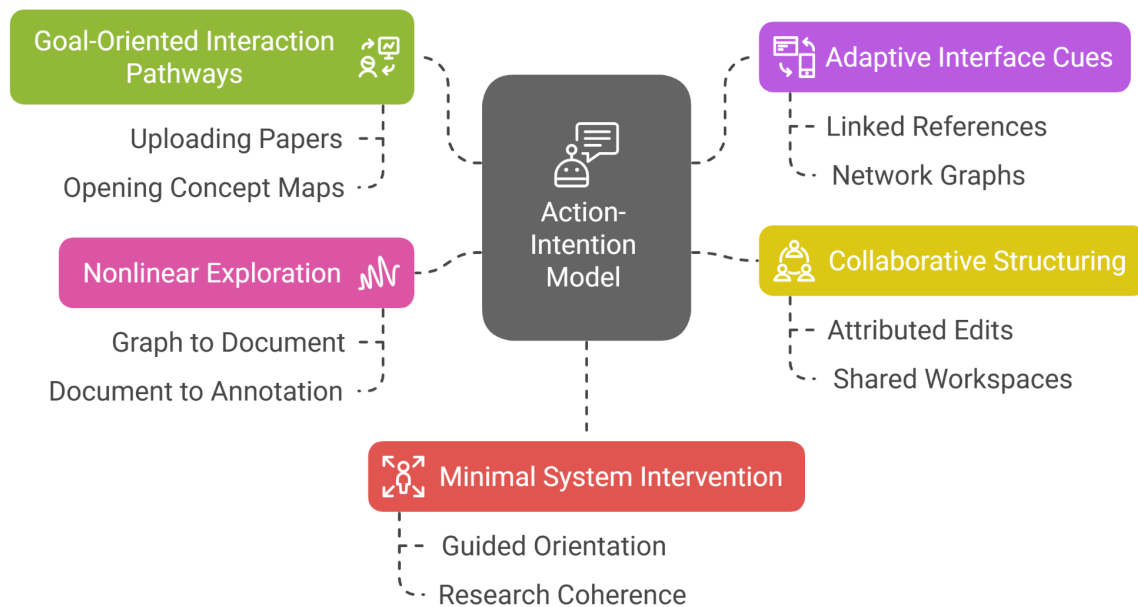 Goal-Oriented Interaction
Pathways
Uploading Papers
Opening Concept Maps
Nonlinear Exploration
Graph to Document
Document to Annotation
Action-
Intention
Model
Adaptive Interface Cues
Linked References
Network Graphs
Collaborative Structuring
Attributed Edits
Shared Workspaces
Minimal System Intervention
Guided Orientation
Research Coherence